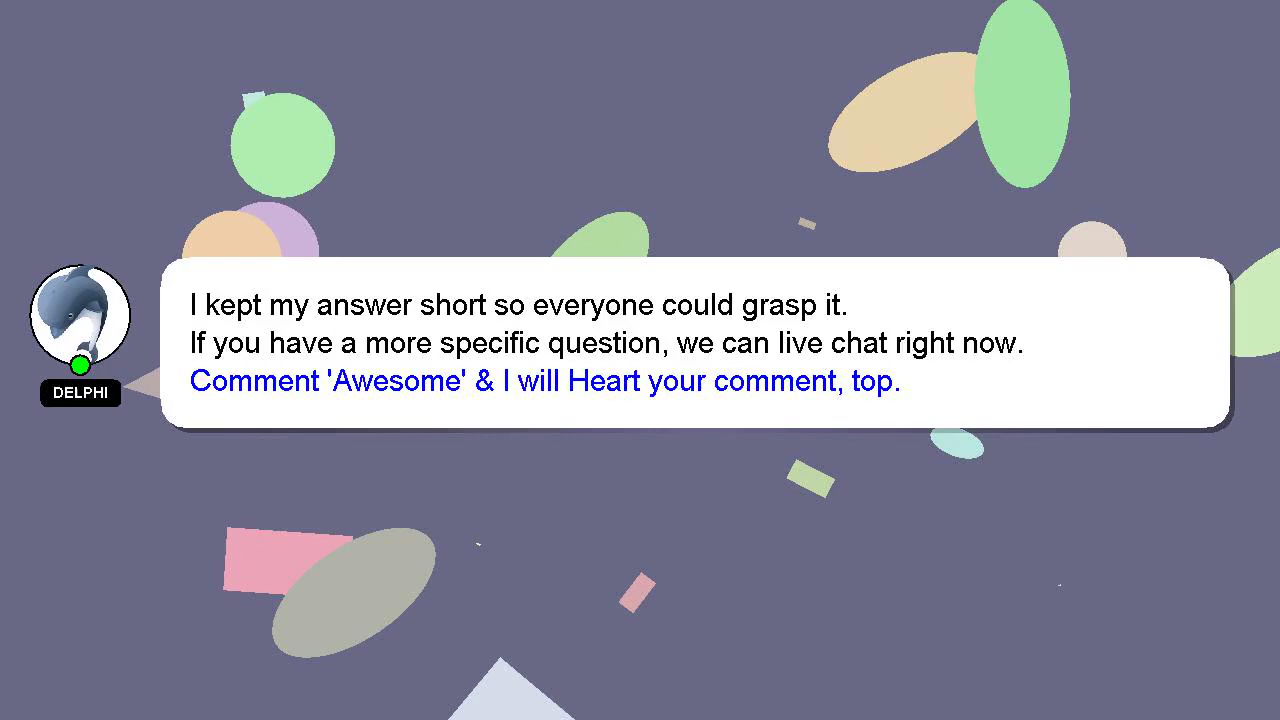 I kept my answer short so everyone could grasp it.
If you have a more specific question, we can live chat right now.
Comment 'Awesome' & I will Heart your comment, top.
DELPHI